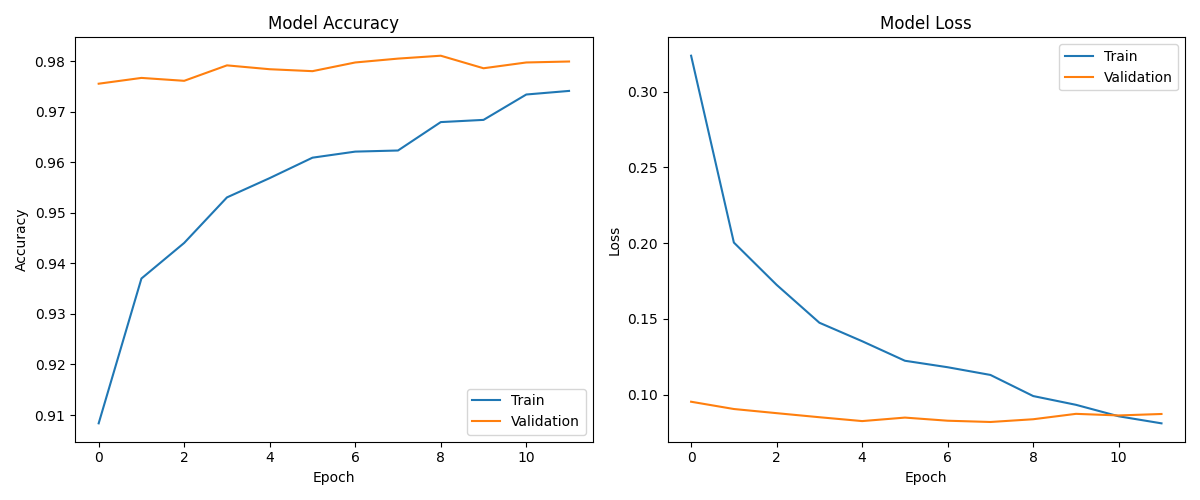 Model Accuracy
Accuracy
0.98
0.97
0.96
0.95
0.94
0.93
0.92
0.91
0 2 4 6 8 10
Epoch
Train
Validation
Model Loss
Loss
0.30
0.25
0.20
0.15
0.10
0 2 4 6 8 10
Epoch
Train
Validation